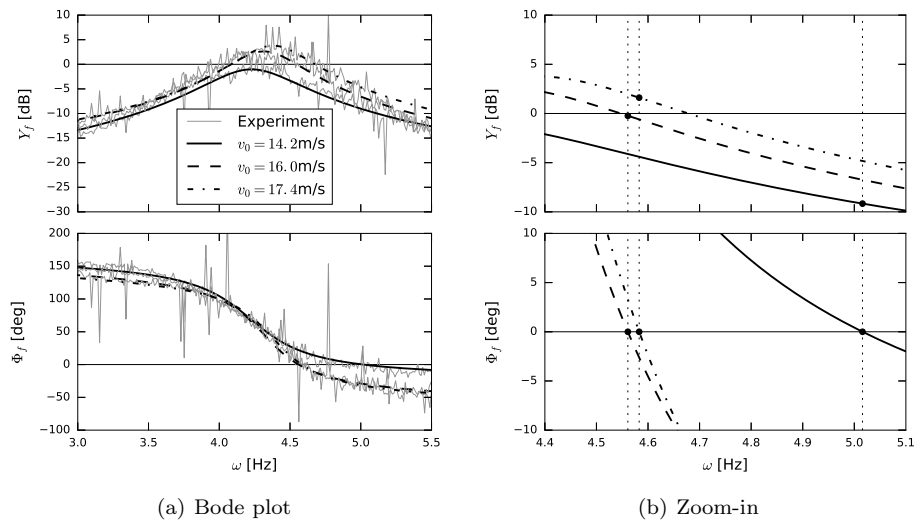 10
5
0
−5
−10
−15
−20
−25
−30
Y_f [dB]
Experiment
v_0 = 14.2m/s
v_0 = 16.0m/s
v_0 = 17.4m/s
200
150
100
50
0
−50
−100
Φ_f [deg]
3.0 3.5 4.0 4.5 5.0 5.5
ω [Hz]
(a) Bode plot
10
5
0
−5
−10
Y_f [dB]
10
5
0
−5
−10
Φ_f [deg]
4.4 4.5 4.6 4.7 4.8 4.9 5.0 5.1
ω [Hz]
(b) Zoom-in